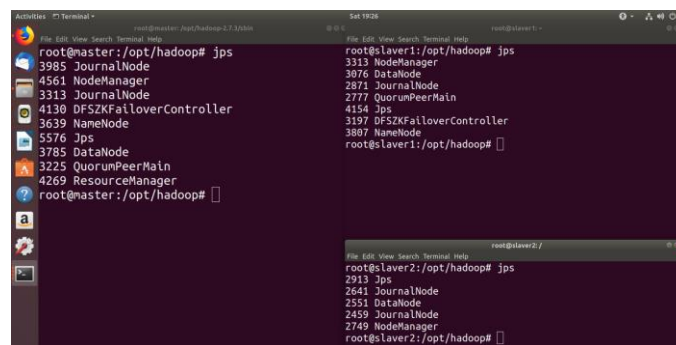 Activities Terminal Sat 19:26
root@master: /opt/hadoop-2.7.3/sbin
File Edit View Search Terminal Help
root@master:/opt/hadoop# jps
3985 JournalNode
4561 NodeManager
3313 JournalNode
4130 DFSZKFailoverController
3639 NameNode
5576 Jps
3785 DataNode
3225 QuorumPeerMain
4269 ResourceManager
root@master:/opt/hadoop#
root@slaver1: ~
File Edit View Search Terminal Help
root@slaver1:/opt/hadoop# jps
3313 NodeManager
3076 DataNode
2871 JournalNode
2777 QuorumPeerMain
4154 Jps
3197 DFSZKFailoverController
3807 NameNode
root@slaver1:/opt/hadoop#
root@slaver2: /
File Edit View Search Terminal Help
root@slaver2:/opt/hadoop# jps
2913 Jps
2641 JournalNode
2551 DataNode
2459 JournalNode
2749 NodeManager
root@slaver2:/opt/hadoop#